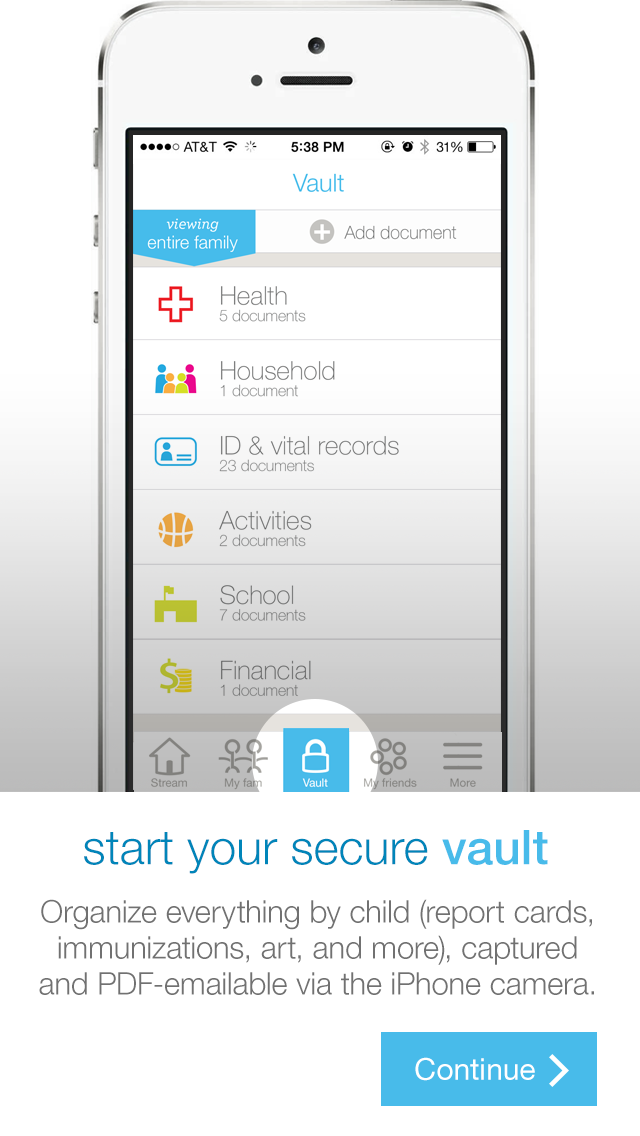 AT&T 5:38 PM 31%
Vault
viewing
entire family
Add document
Health
5 documents
Household
1 document
ID & vital records
23 documents
Activities
2 documents
School
7 documents
Financial
1 document
Stream My fam Vault My friends More
start your secure vault
Organize everything by child (report cards,
immunizations, art, and more), captured
and PDF-emailable via the iPhone camera.
Continue